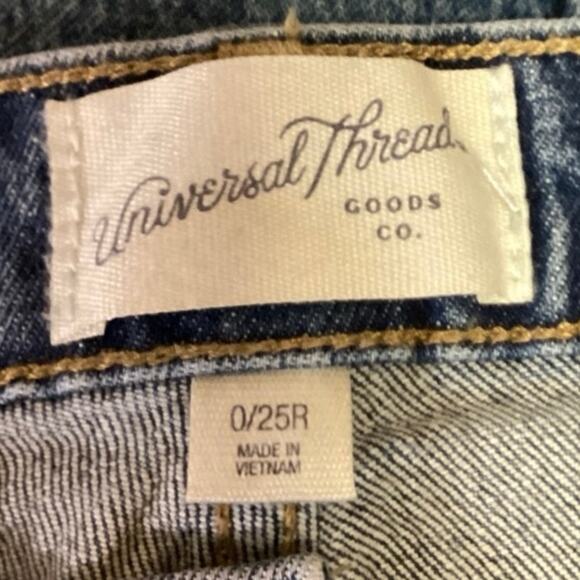 Universal Thread
GOODS
CO.
0/25R
MADE IN
VIETNAM